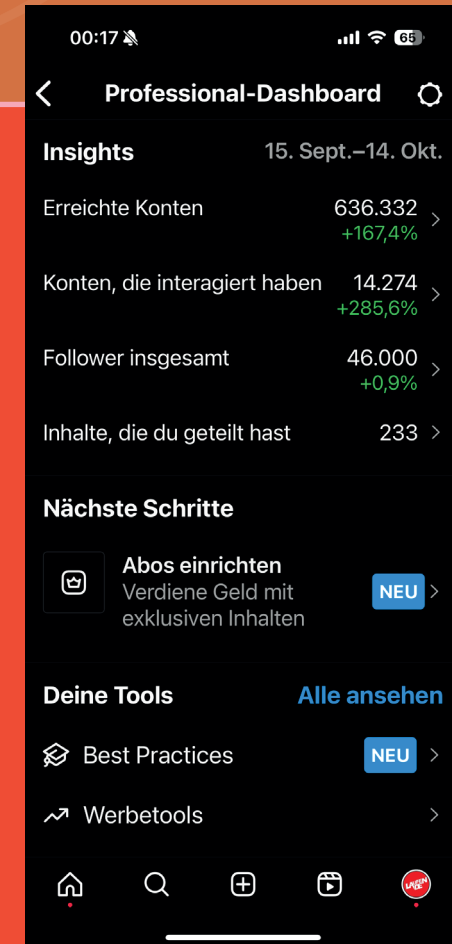 00:17
65
Professional-Dashboard
Insights 15. Sept.–14. Okt.
Erreichte Konten 636.332
+167,4%
Konten, die interagiert haben 14.274
+285,6%
Follower insgesamt 46.000
+0,9%
Inhalte, die du geteilt hast 233
Nächste Schritte
Abos einrichten
Verdiene Geld mit
exklusiven Inhalten
NEU
Deine Tools Alle ansehen
Best Practices NEU
Werbetools